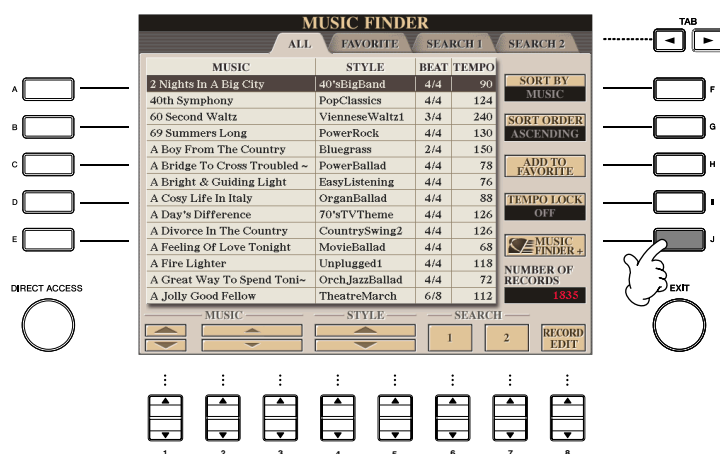 MUSIC FINDER
TAB
ALL FAVORITE SEARCH 1 SEARCH 2
MUSIC STYLE BEAT TEMPO
2 Nights In A Big City 40'sBigBand 4/4 90
40th Symphony PopClassics 4/4 124
60 Second Waltz VienneseWaltz1 3/4 240
69 Summers Long PowerRock 4/4 130
A Boy From The Country Bluegrass 2/4 150
A Bridge To Cross Troubled ~ PowerBallad 4/4 78
A Bright & Guiding Light EasyListening 4/4 76
A Cosy Life In Italy OrganBallad 4/4 88
A Day's Difference 70'sTVTheme 4/4 126
A Divorce In The Country CountrySwing2 4/4 126
A Feeling Of Love Tonight MovieBallad 4/4 68
A Fire Lighter Unplugged1 4/4 118
A Great Way To Spend Toni~ OrchJazzBallad 4/4 72
A Jolly Good Fellow TheatreMarch 6/8 112
SORT BY
MUSIC
SORT ORDER
ASCENDING
ADD TO
FAVORITE
TEMPO LOCK
OFF
MUSIC
FINDER+
NUMBER OF
RECORDS
1835
MUSIC STYLE SEARCH
1 2 RECORD
EDIT
A
B
C
D
E
DIRECT ACCESS
F
G
H
I
J
EXIT
1 2 3 4 5 6 7 8